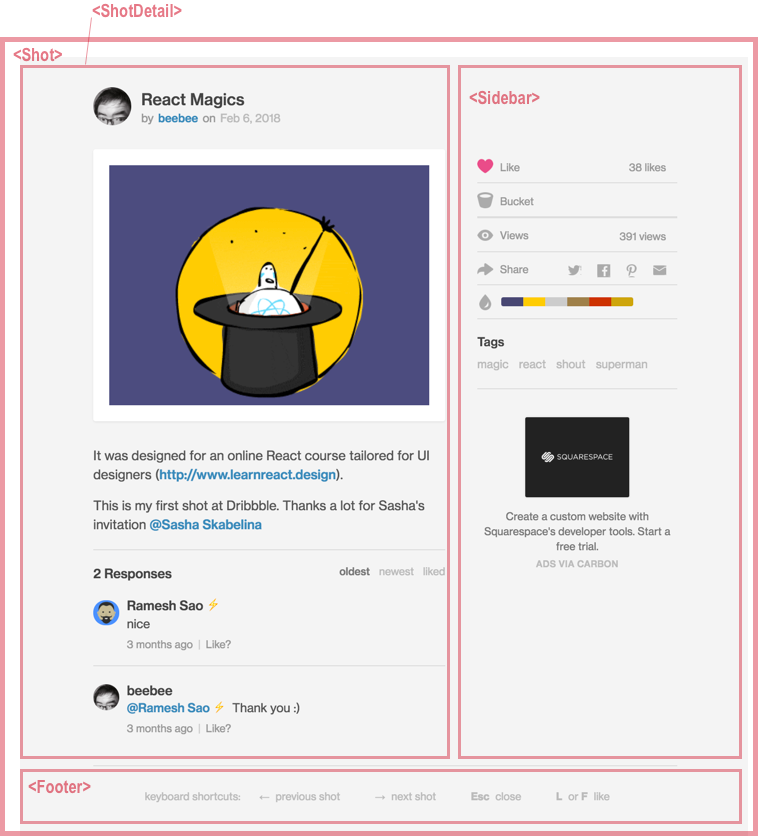 <ShotDetail>
<Shot>
React Magics
by beebee on Feb 6, 2018
It was designed for an online React course tailored for UI
designers (http://www.learnreact.design).
This is my first shot at Dribbble. Thanks a lot for Sasha's
invitation @Sasha Skabelina
2 Responses
oldest newest liked
Ramesh Sao ⚡
nice
3 months ago | Like?
beebee
@Ramesh Sao ⚡ Thank you :)
3 months ago | Like?
<Sidebar>
Like 38 likes
Bucket
Views 391 views
Share
Tags
magic react shout superman
SQUARESPACE
Create a custom website with
Squarespace's developer tools. Start a
free trial.
ADS VIA CARBON
<Footer>
keyboard shortcuts: ← previous shot → next shot Esc close L or F like